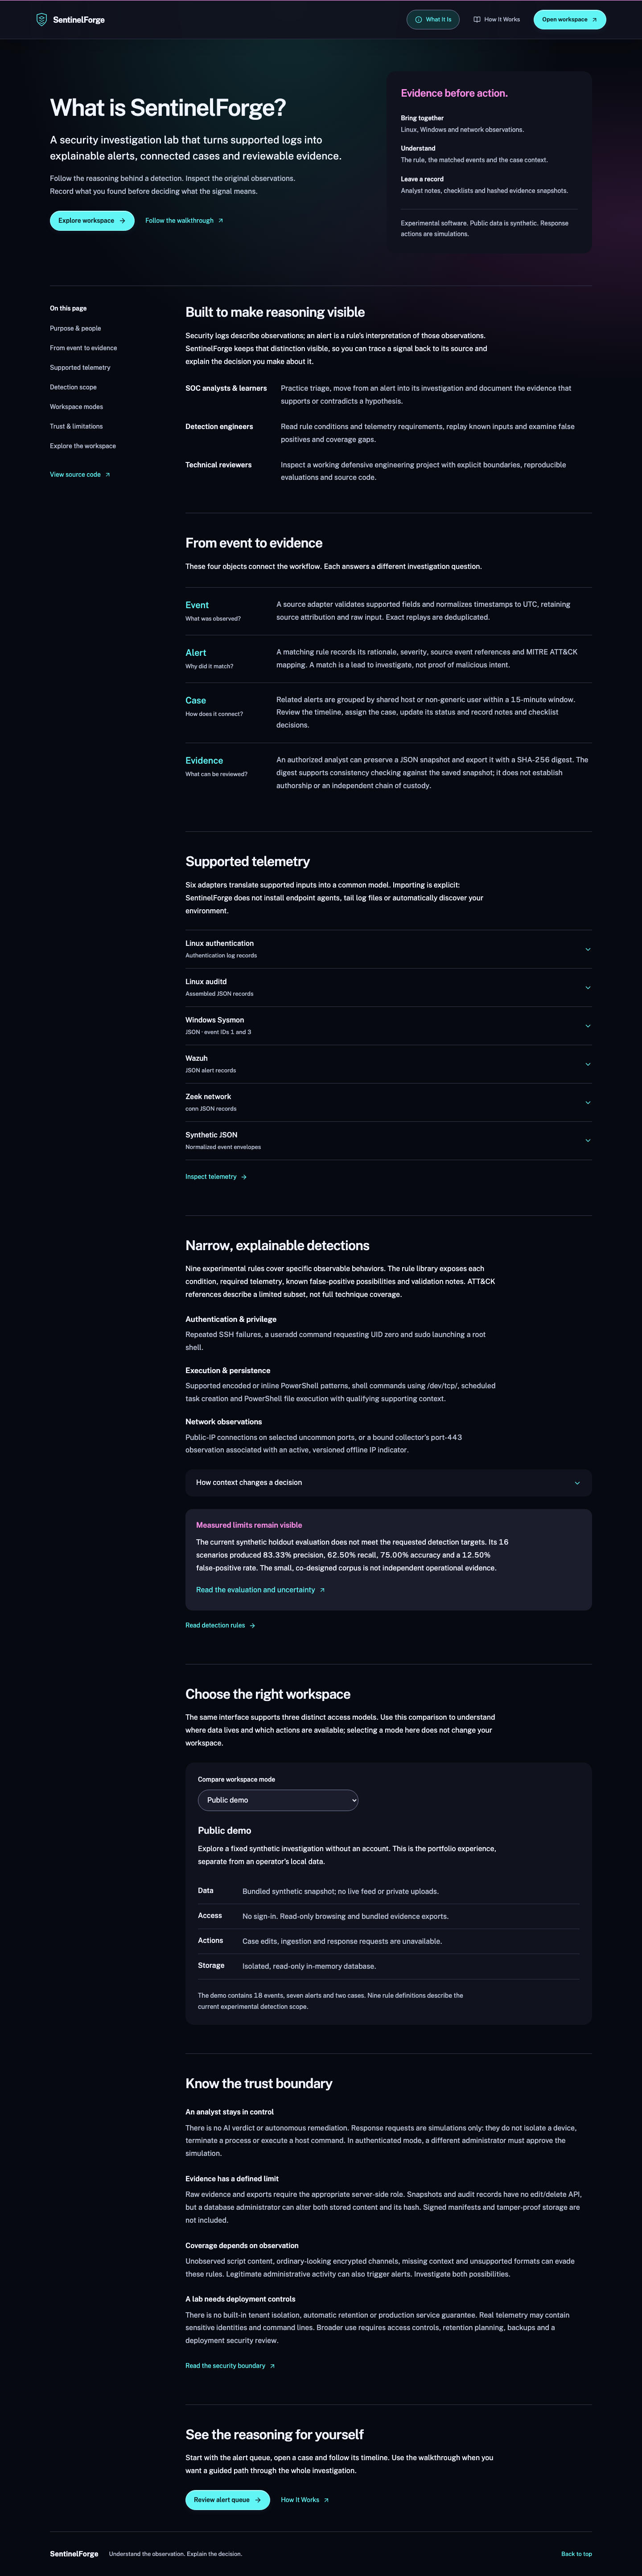 SentinelForge
What It Is
How It Works
Open workspace
What is SentinelForge?
A security investigation lab that turns supported logs into
explainable alerts, connected cases and reviewable evidence.
Follow the reasoning behind a detection. Inspect the original observations.
Record what you found before deciding what the signal means.
Explore workspace
Follow the walkthrough
Evidence before action.
Bring together
Linux, Windows and network observations.
Understand
The rule, the matched events and the case context.
Leave a record
Analyst notes, checklists and hashed evidence snapshots.
Experimental software. Public data is synthetic. Response
actions are simulations.
On this page
Purpose & people
From event to evidence
Supported telemetry
Detection scope
Workspace modes
Trust & limitations
Explore the workspace
View source code
Built to make reasoning visible
Security logs describe observations; an alert is a rule's interpretation of those observations.
SentinelForge keeps that distinction visible, so you can trace a signal back to its source and
explain the decision you make about it.
SOC analysts & learners
Practice triage, move from an alert into its investigation and document the evidence that
supports or contradicts a hypothesis.
Detection engineers
Read rule conditions and telemetry requirements, replay known inputs and examine false
positives and coverage gaps.
Technical reviewers
Inspect a working defensive engineering project with explicit boundaries, reproducible
evaluations and source code.
From event to evidence
These four objects connect the workflow. Each answers a different investigation question.
Event
What was observed?
A source adapter validates supported fields and normalizes timestamps to UTC, retaining
source attribution and raw input. Exact replays are deduplicated.
Alert
Why did it match?
A matching rule records its rationale, severity, source event references and MITRE ATT&CK
mapping. A match is a lead to investigate, not proof of malicious intent.
Case
How does it connect?
Related alerts are grouped by shared host or non-generic user within a 15-minute window.
Review the timeline, assign the case, update its status and record notes and checklist
decisions.
Evidence
What can be reviewed?
An authorized analyst can preserve a JSON snapshot and export it with a SHA-256 digest. The
digest supports consistency checking against the saved snapshot; it does not establish
authorship or an independent chain of custody.
Supported telemetry
Six adapters translate supported inputs into a common model. Importing is explicit:
SentinelForge does not install endpoint agents, tail log files or automatically discover your
environment.
Linux authentication
Authentication log records
Linux auditd
Assembled JSON records
Windows Sysmon
JSON · event IDs 1 and 3
Wazuh
JSON alert records
Zeek network
conn JSON records
Synthetic JSON
Normalized event envelopes
Inspect telemetry
Narrow, explainable detections
Nine experimental rules cover specific observable behaviors. The rule library exposes each
condition, required telemetry, known false-positive possibilities and validation notes. ATT&CK
references describe a limited subset, not full technique coverage.
Authentication & privilege
Repeated SSH failures, a useradd command requesting UID zero and sudo launching a root
shell.
Execution & persistence
Supported encoded or inline PowerShell patterns, shell commands using /dev/tcp/, scheduled
task creation and PowerShell file execution with qualifying supporting context.
Network observations
Public-IP connections on selected uncommon ports, or a bound collector's port-443
observation associated with an active, versioned offline IP indicator.
How context changes a decision
Measured limits remain visible
The current synthetic holdout evaluation does not meet the requested detection targets. Its 16
scenarios produced 83.33% precision, 62.50% recall, 75.00% accuracy and a 12.50%
false-positive rate. The small, co-designed corpus is not independent operational evidence.
Read the evaluation and uncertainty
Read detection rules
Choose the right workspace
The same interface supports three distinct access models. Use this comparison to understand
where data lives and which actions are available; selecting a mode here does not change your
workspace.
Compare workspace mode
Public demo
Public demo
Explore a fixed synthetic investigation without an account. This is the portfolio experience,
separate from an operator's local data.
Data
Bundled synthetic snapshot; no live feed or private uploads.
Access
No sign-in. Read-only browsing and bundled evidence exports.
Actions
Case edits, ingestion and response requests are unavailable.
Storage
Isolated, read-only in-memory database.
The demo contains 18 events, seven alerts and two cases. Nine rule definitions describe the
current experimental detection scope.
Know the trust boundary
An analyst stays in control
There is no AI verdict or autonomous remediation. Response requests are simulations only: they do not isolate a device,
terminate a process or execute a host command. In authenticated mode, a different administrator must approve the
simulation.
Evidence has a defined limit
Raw evidence and exports require the appropriate server-side role. Snapshots and audit records have no edit/delete API,
but a database administrator can alter both stored content and its hash. Signed manifests and tamper-proof storage are
not included.
Coverage depends on observation
Unobserved script content, ordinary-looking encrypted channels, missing context and unsupported formats can evade
these rules. Legitimate administrative activity can also trigger alerts. Investigate both possibilities.
A lab needs deployment controls
There is no built-in tenant isolation, automatic retention or production service guarantee. Real telemetry may contain
sensitive identities and command lines. Broader use requires access controls, retention planning, backups and a
deployment security review.
Read the security boundary
See the reasoning for yourself
Start with the alert queue, open a case and follow its timeline. Use the walkthrough when you
want a guided path through the whole investigation.
Review alert queue
How It Works
SentinelForge
Understand the observation. Explain the decision.
Back to top